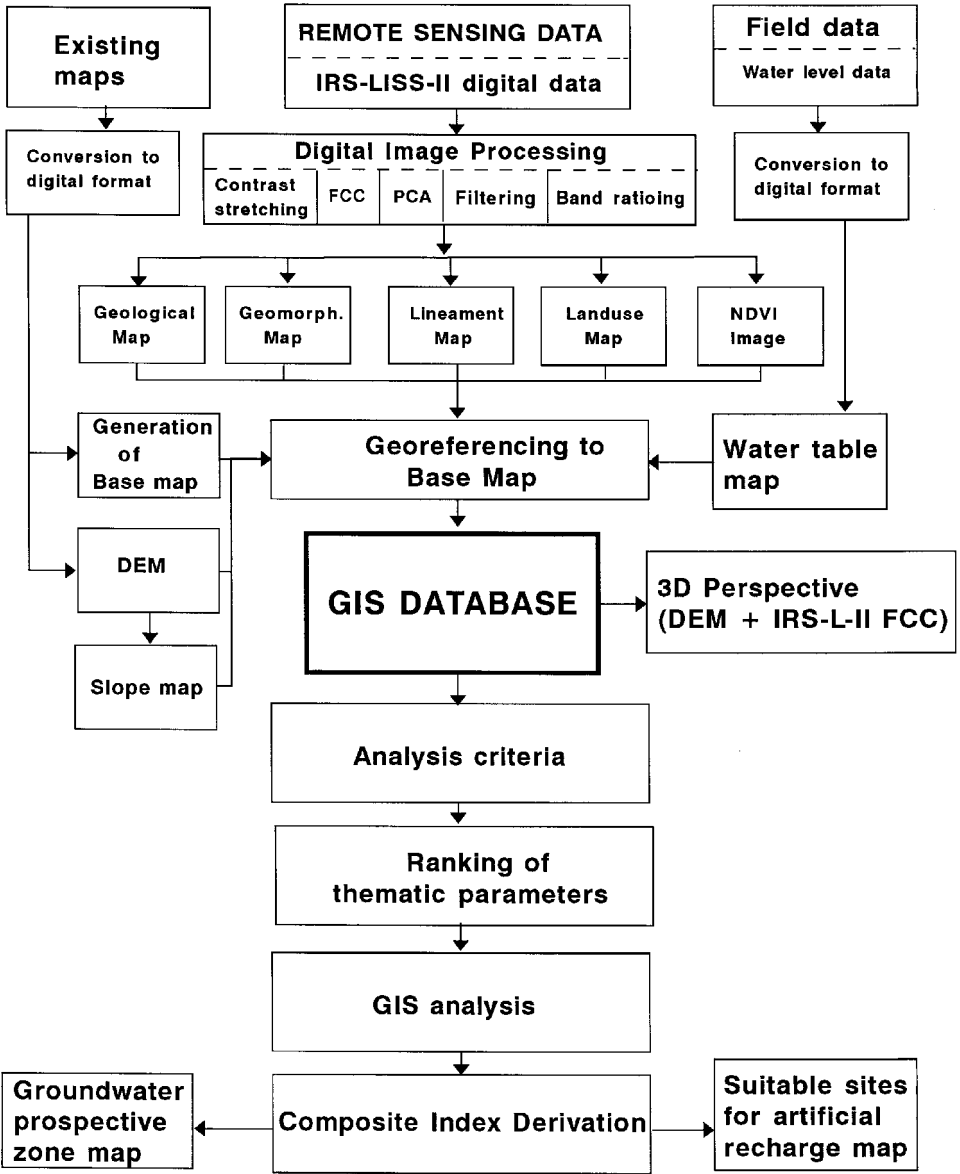 Existing
maps
REMOTE SENSING DATA
IRS-LISS-II digital data
Field data
Water level data
Conversion to
digital format
Digital Image Processing
Contrast
stretching
FCC
PCA
Filtering
Band ratioing
Conversion to
digital format
Geological
Map
Geomorph.
Map
Lineament
Map
Landuse
Map
NDVI
Image
Generation
of
Base map
Georeferencing to
Base Map
Water table
map
DEM
GIS DATABASE
3D Perspective
(DEM + IRS-L-II FCC)
Slope map
Analysis criteria
Ranking of
thematic parameters
GIS analysis
Groundwater
prospective
zone map
Composite Index Derivation
Suitable sites
for artificial
recharge map